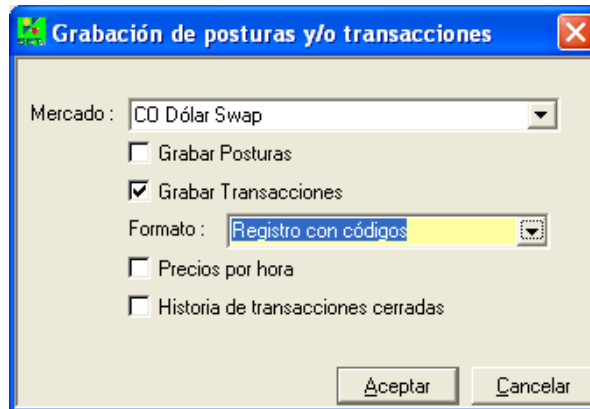 Grabación de posturas y/o transacciones
Mercado : CO Dólar Swap
Grabar Posturas
Grabar Transacciones
Formato : Registro con códigos
Precios por hora
Historia de transacciones cerradas
Aceptar Cancelar